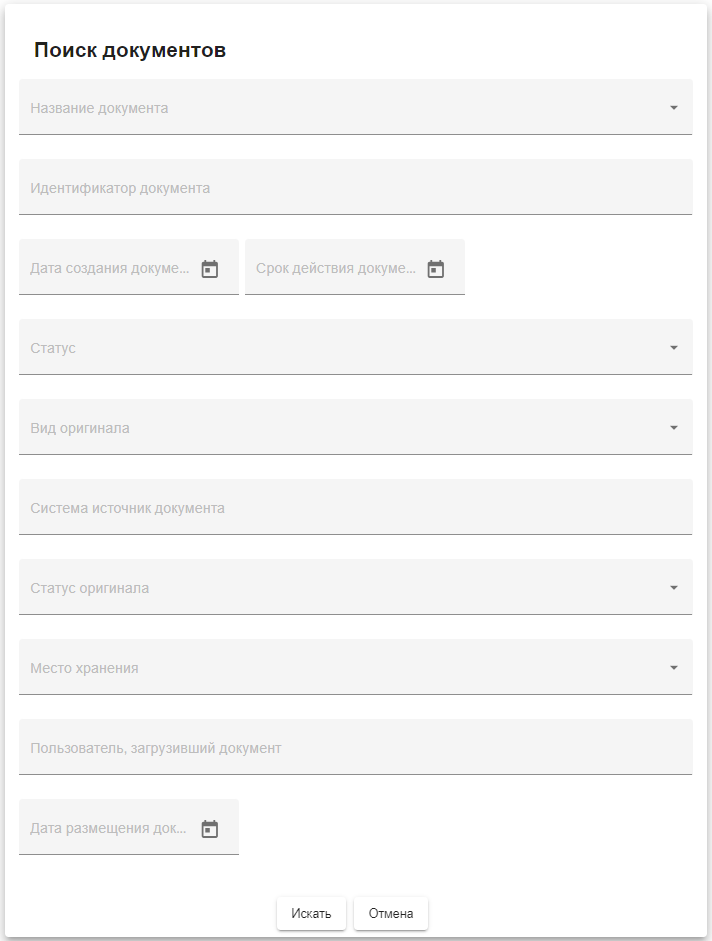 Поиск документов
Название документа
Идентификатор документа
Дата создания докуме... Срок действия докуме...
Статус
Вид оригинала
Система источник документа
Статус оригинала
Место хранения
Пользователь, загрузивший документ
Дата размещения док...
Искать Отмена